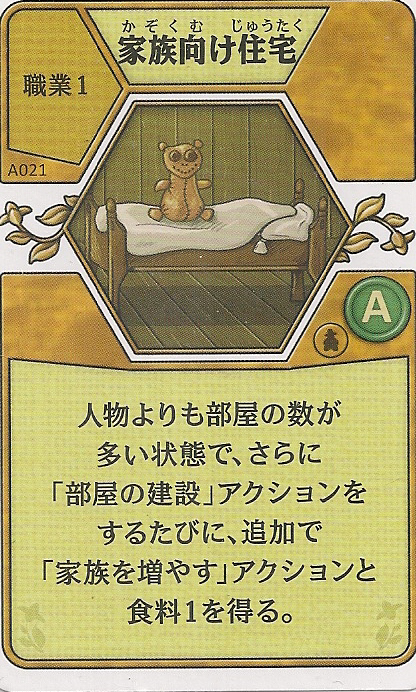 かぞくむ じゅうたく
家族向け住宅
職業1
A021
A
人物よりも部屋の数が
多い状態で、さらに
「部屋の建設」アクションを
するたびに、追加で
「家族を増やす」アクションと
食料1を得る。